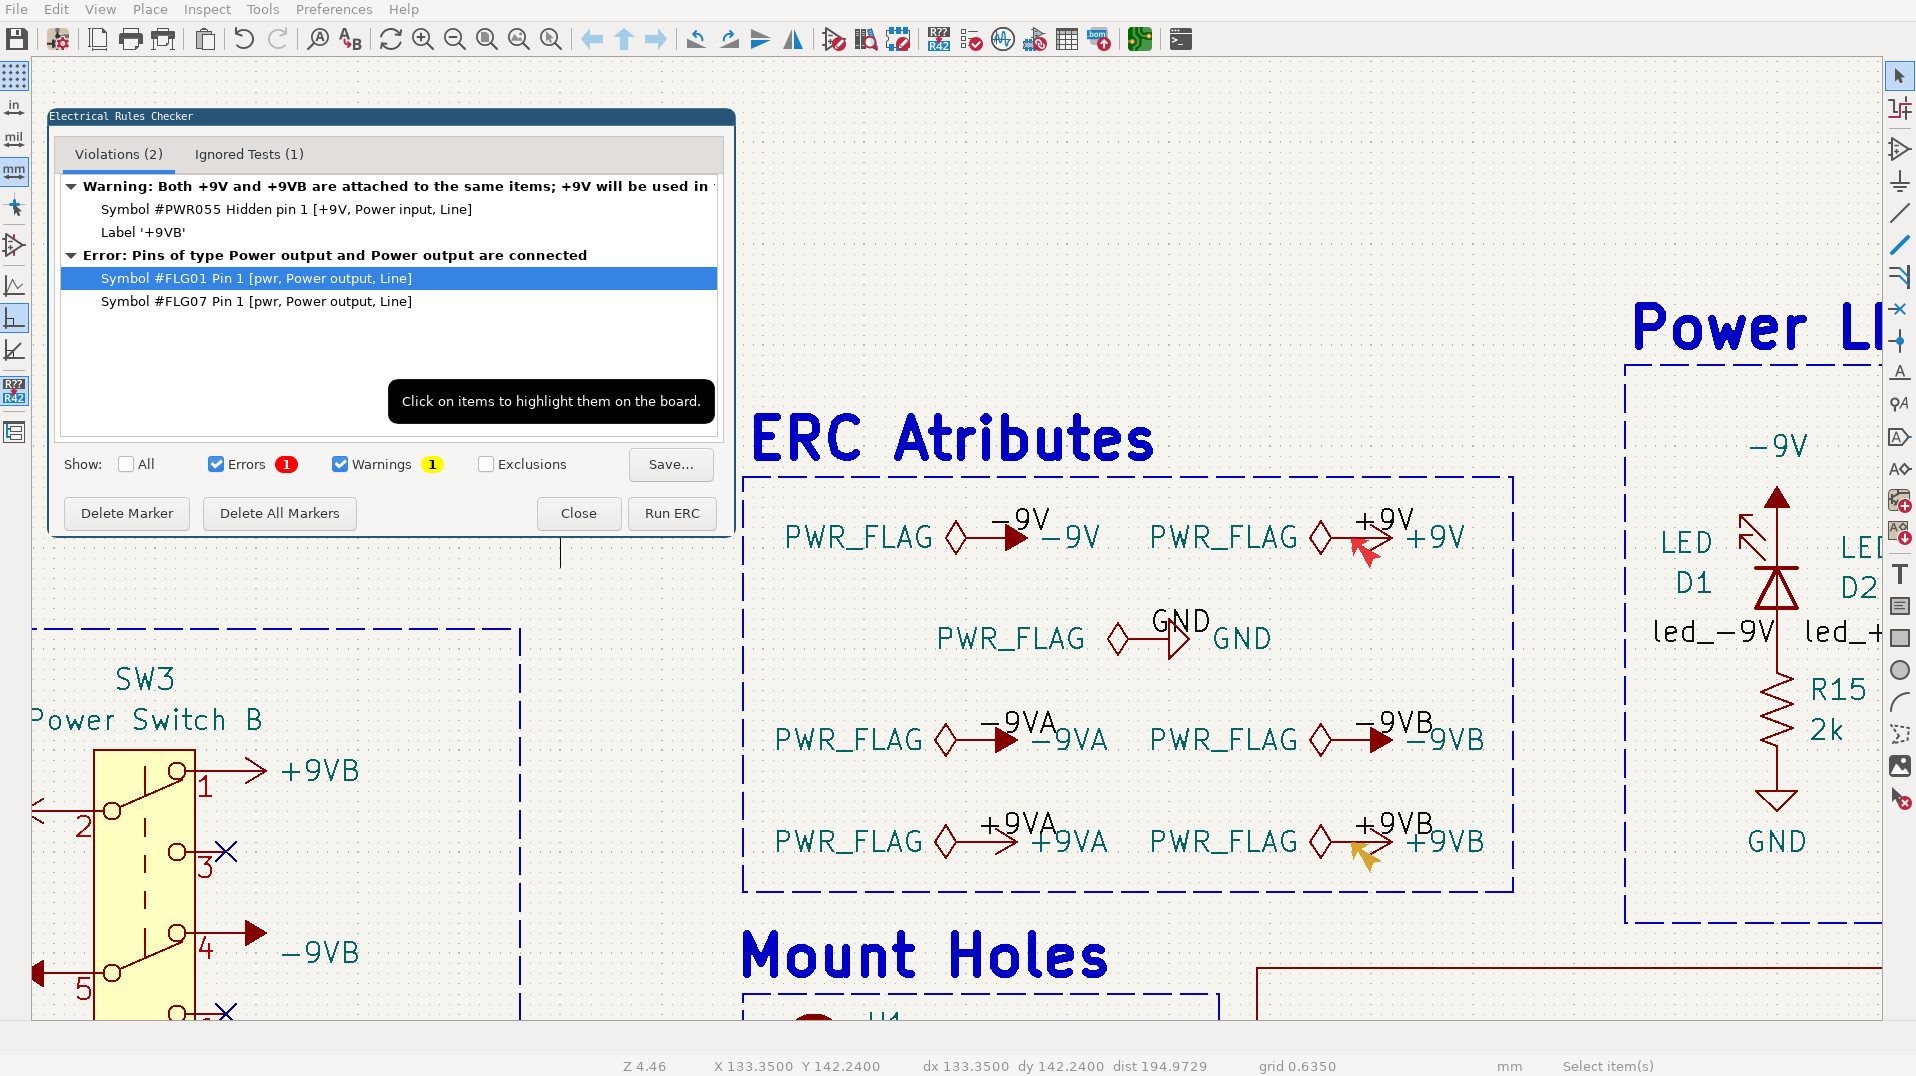 File Edit View Place Inspect Tools Preferences Help
in
mil
mm
R??
R42
Electrical Rules Checker
Violations (2) Ignored Tests (1)
Warning: Both +9V and +9VB are attached to the same items; +9V will be used in
Symbol #PWR055 Hidden pin 1 [+9V, Power input, Line]
Label '+9VB'
Error: Pins of type Power output and Power output are connected
Symbol #FLG01 Pin 1 [pwr, Power output, Line]
Symbol #FLG07 Pin 1 [pwr, Power output, Line]
Click on items to highlight them on the board.
Show: All Errors 1 Warnings 1 Exclusions Save...
Delete Marker Delete All Markers Close Run ERC
ERC Atributes
-9V
PWR_FLAG -9V
+9V
PWR_FLAG +9V
GND
PWR_FLAG GND
-9VA
PWR_FLAG -9VA
-9VB
PWR_FLAG -9VB
+9VA
PWR_FLAG +9VA
+9VB
PWR_FLAG +9VB
Mount Holes
SW3
Power Switch B
1 +9VB
2
3
4 -9VB
5
Power
-9V
LED
D1
led_-9V
LED
D2
led_+
R15
2k
GND
Z 4.46 X 133.3500 Y 142.2400 dx 133.3500 dy 142.2400 dist 194.9729 grid 0.6350 mm Select item(s)